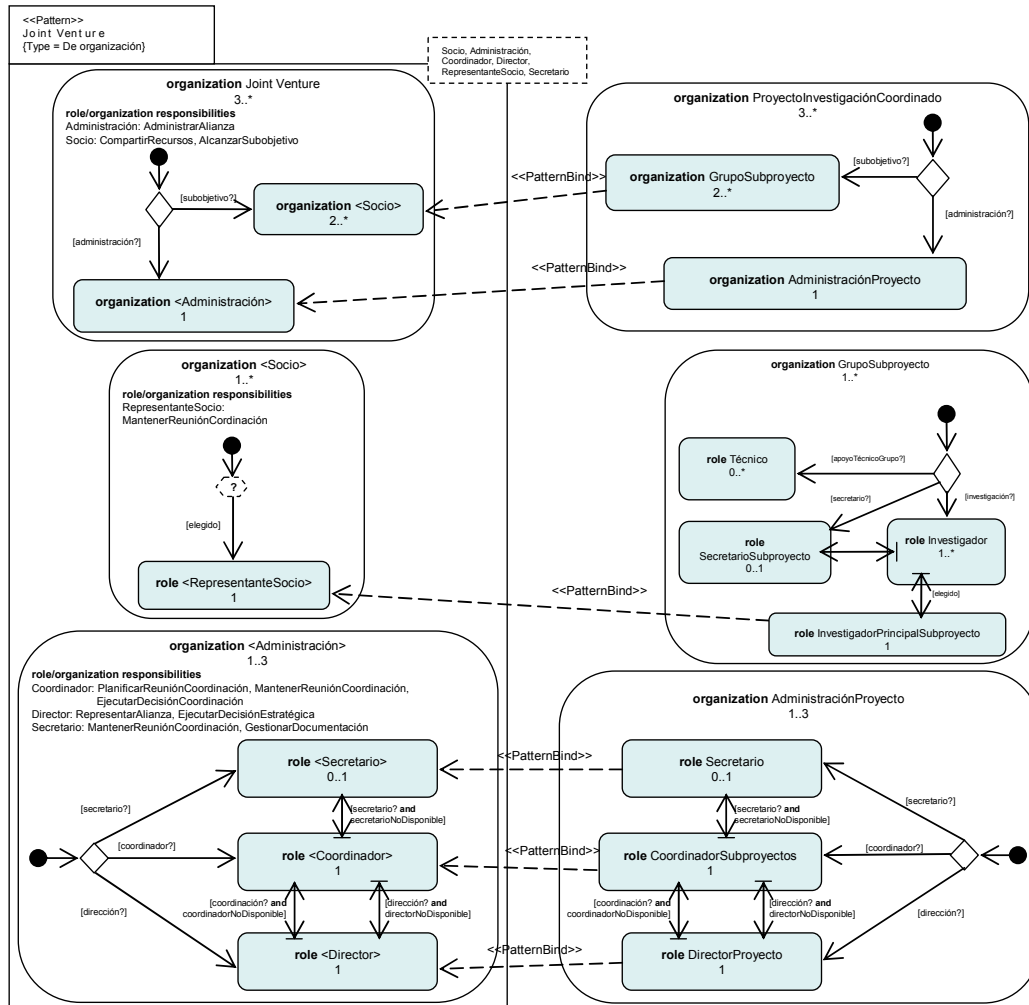 <<Pattern>>
Joint Venture
{Type = De organización}
Socio, Administración,
Coordinador, Director,
RepresentanteSocio, Secretario
organization Joint Venture
3..*
role/organization responsibilities
Administración: AdministrarAlianza
Socio: CompartirRecursos, AlcanzarSubobjetivo
[subobjetivo?]
organization <Socio>
2..*
[administración?]
organization <Administración>
1
<<PatternBind>>
<<PatternBind>>
organization ProyectoInvestigaciónCoordinado
3..*
[subobjetivo?]
organization GrupoSubproyecto
2..*
[administración?]
organization AdministraciónProyecto
1
organization <Socio>
1..*
role/organization responsibilities
RepresentanteSocio:
MantenerReuniónCordinación
?
[elegido]
role <RepresentanteSocio>
1
<<PatternBind>>
organization GrupoSubproyecto
1..*
role Técnico
0..*
[apoyoTécnicoGrupo?]
[secretario?]
[investigación?]
role
SecretarioSubproyecto
0..1
role Investigador
1..*
[elegido]
role InvestigadorPrincipalSubproyecto
1
organization <Administración>
1..3
role/organization responsibilities
Coordinador: PlanificarReuniónCoordinación, MantenerReuniónCoordinación,
EjecutarDecisiónCoordinación
Director: RepresentarAlianza, EjecutarDecisiónEstratégica
Secretario: MantenerReuniónCoordinación, GestionarDocumentación
role <Secretario>
0..1
[secretario?]
[secretario? and
secretarioNoDisponible]
[coordinador?]
role <Coordinador>
1
[dirección?]
[coordinación? and
coordinadorNoDisponible]
[dirección? and
directorNoDisponible]
role <Director>
1
<<PatternBind>>
<<PatternBind>>
<<PatternBind>>
organization AdministraciónProyecto
1..3
role Secretario
0..1
[secretario?]
[secretario? and
secretarioNoDisponible]
role CoordinadorSubproyectos
1
[coordinador?]
[coordinación? and
coordinadorNoDisponible]
[dirección? and
directorNoDisponible]
[dirección?]
role DirectorProyecto
1